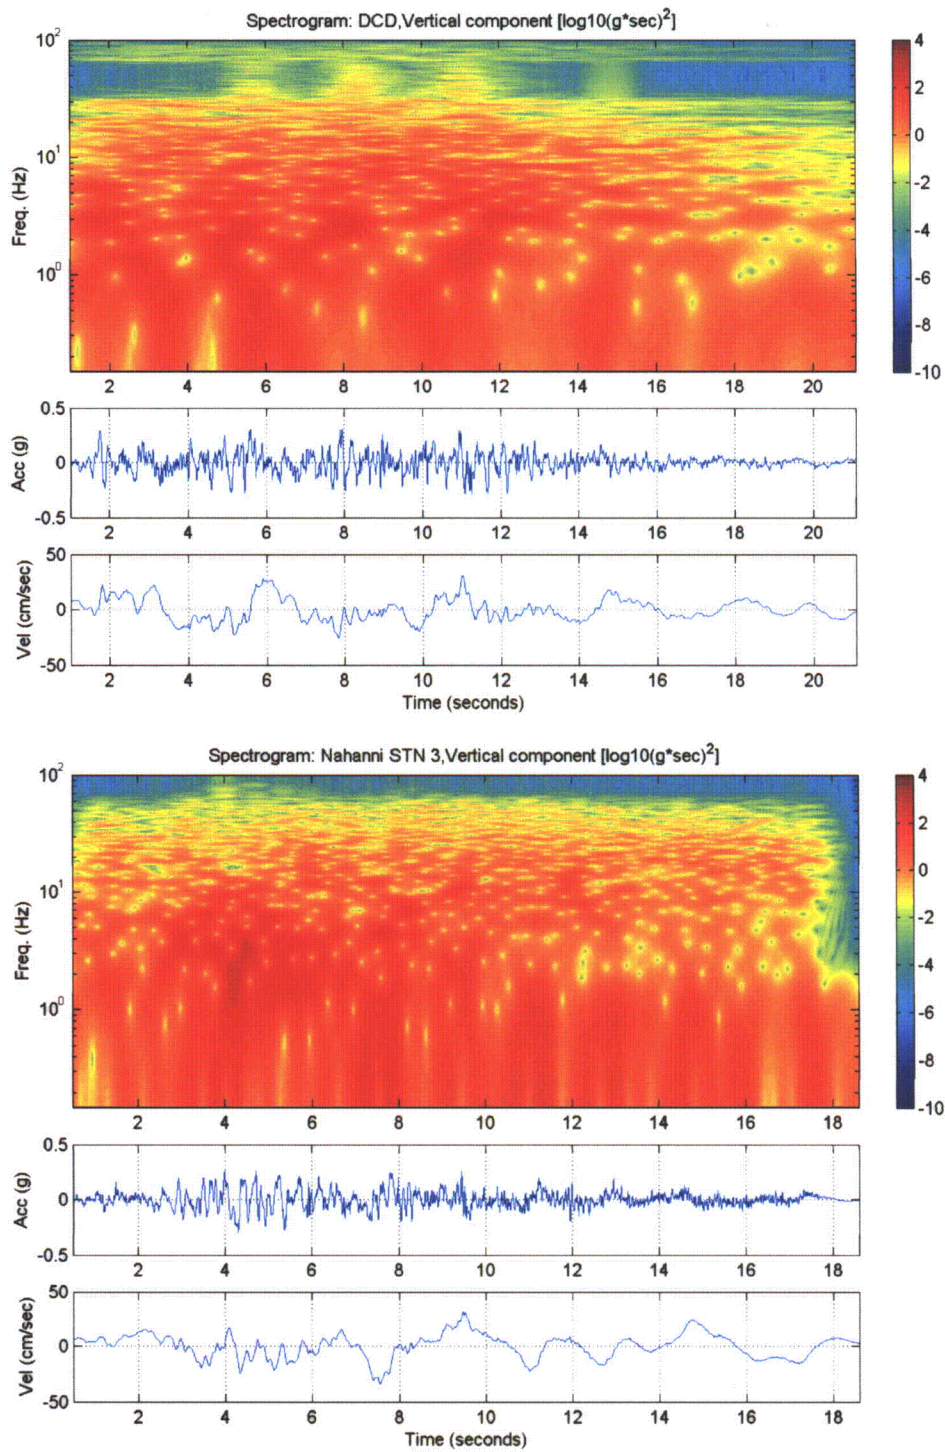 Spectrogram: DCD,Vertical component [log10(g*sec)²]
10²
10¹
10⁰
Freq. (Hz)
4
2
0
-2
-4
-6
-8
-10
2 4 6 8 10 12 14 16 18 20
0.5
0
-0.5
Acc (g)
2 4 6 8 10 12 14 16 18 20
50
0
-50
Vel (cm/sec)
2 4 6 8 10 12 14 16 18 20
Time (seconds)
Spectrogram: Nahanni STN 3,Vertical component [log10(g*sec)²]
10²
10¹
10⁰
Freq. (Hz)
4
2
0
-2
-4
-6
-8
-10
2 4 6 8 10 12 14 16 18
0.5
0
-0.5
Acc (g)
2 4 6 8 10 12 14 16 18
50
0
-50
Vel (cm/sec)
2 4 6 8 10 12 14 16 18
Time (seconds)